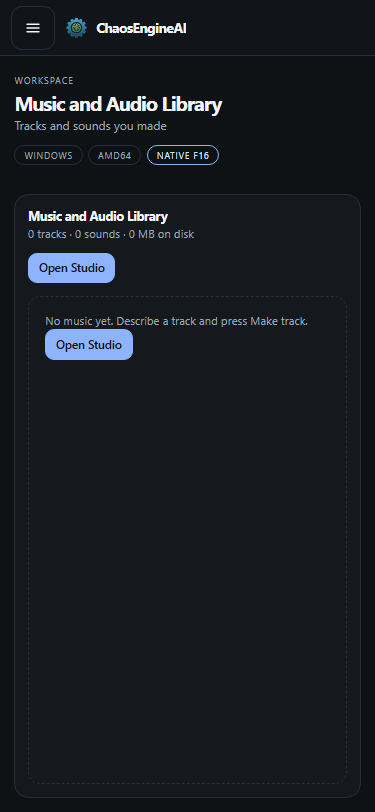 ChaosEngineAI
WORKSPACE
Music and Audio Library
Tracks and sounds you made
WINDOWS
AMD64
NATIVE F16
Music and Audio Library
0 tracks · 0 sounds · 0 MB on disk
Open Studio
No music yet. Describe a track and press Make track.
Open Studio